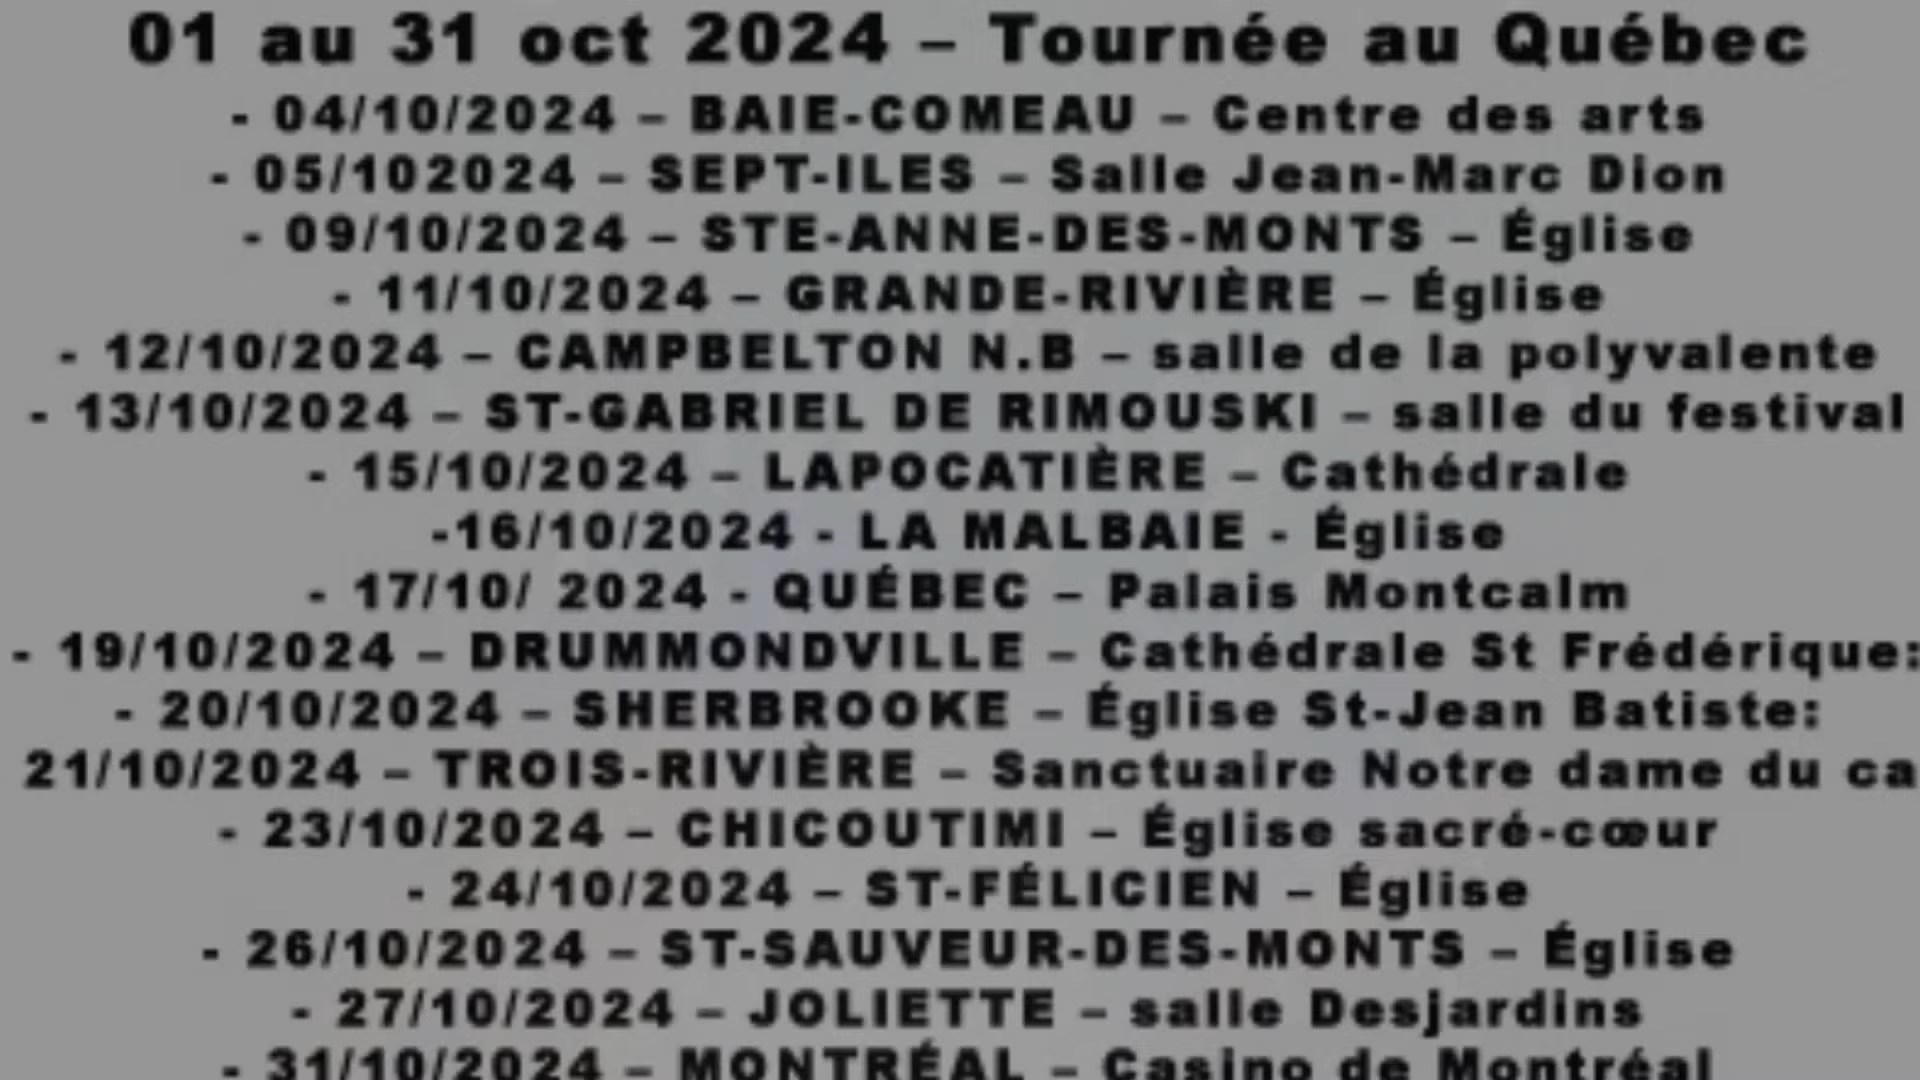 01 au 31 oct 2024 – Tournée au Québec
- 04/10/2024 – BAIE-COMEAU – Centre des arts
- 05/102024 – SEPT-ILES – Salle Jean-Marc Dion
- 09/10/2024 – STE-ANNE-DES-MONTS – Église
- 11/10/2024 – GRANDE-RIVIÈRE – Église
- 12/10/2024 – CAMPBELTON N.B – salle de la polyvalente
- 13/10/2024 – ST-GABRIEL DE RIMOUSKI – salle du festival
- 15/10/2024 – LAPOCATIÈRE – Cathédrale
-16/10/2024 - LA MALBAIE - Église
- 17/10/ 2024 - QUÉBEC – Palais Montcalm
- 19/10/2024 – DRUMMONDVILLE – Cathédrale St Frédérique:
- 20/10/2024 – SHERBROOKE – Église St-Jean Batiste:
21/10/2024 – TROIS-RIVIÈRE – Sanctuaire Notre dame du ca
- 23/10/2024 – CHICOUTIMI – Église sacré-cœur
- 24/10/2024 – ST-FÉLICIEN – Église
- 26/10/2024 – ST-SAUVEUR-DES-MONTS – Église
- 27/10/2024 – JOLIETTE – salle Desjardins
- 31/10/2024 – MONTRÉAL – Casino de Montréal